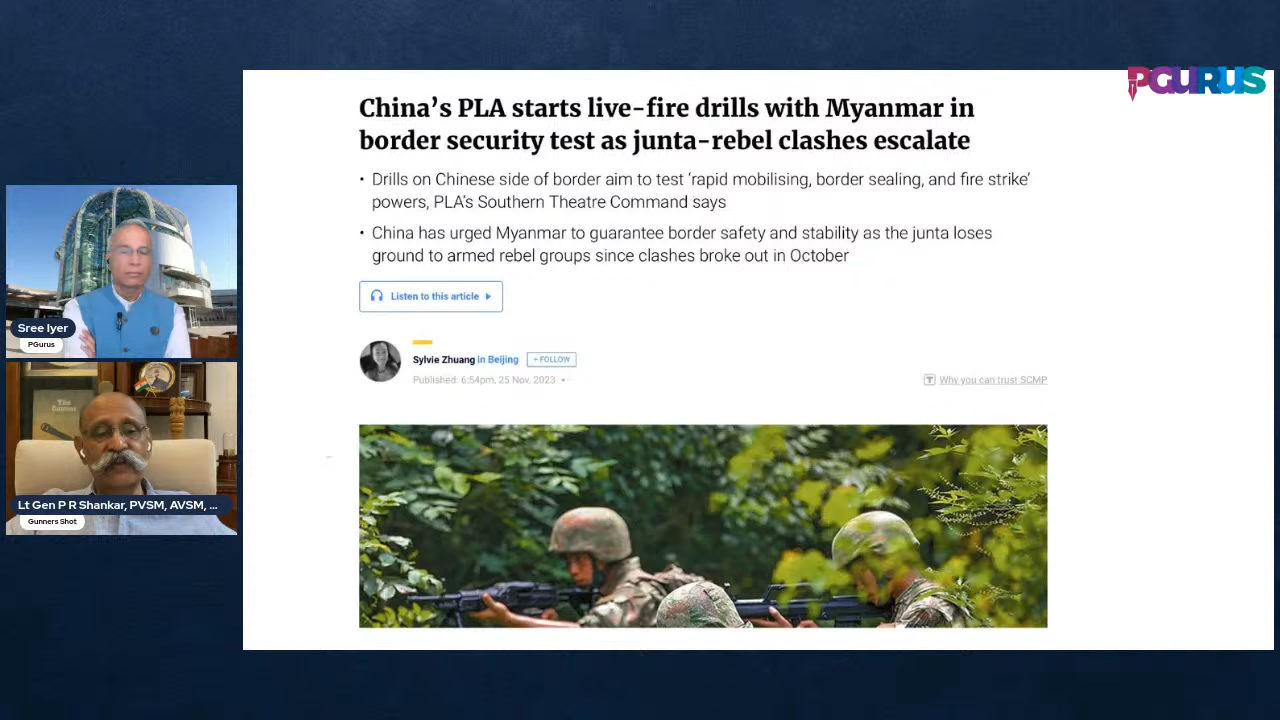 PGURUS
China’s PLA starts live-fire drills with Myanmar in
border security test as junta-rebel clashes escalate
• Drills on Chinese side of border aim to test ‘rapid mobilising, border sealing, and fire strike’
powers, PLA’s Southern Theatre Command says
• China has urged Myanmar to guarantee border safety and stability as the junta loses
ground to armed rebel groups since clashes broke out in October
Listen to this article
Sylvie Zhuang in Beijing + FOLLOW
Published: 6:54pm, 25 Nov, 2023
Why you can trust SCMP
Sree Iyer
PGurus
Lt Gen P R Shankar, PVSM, AVSM, ...
Gunners Shot